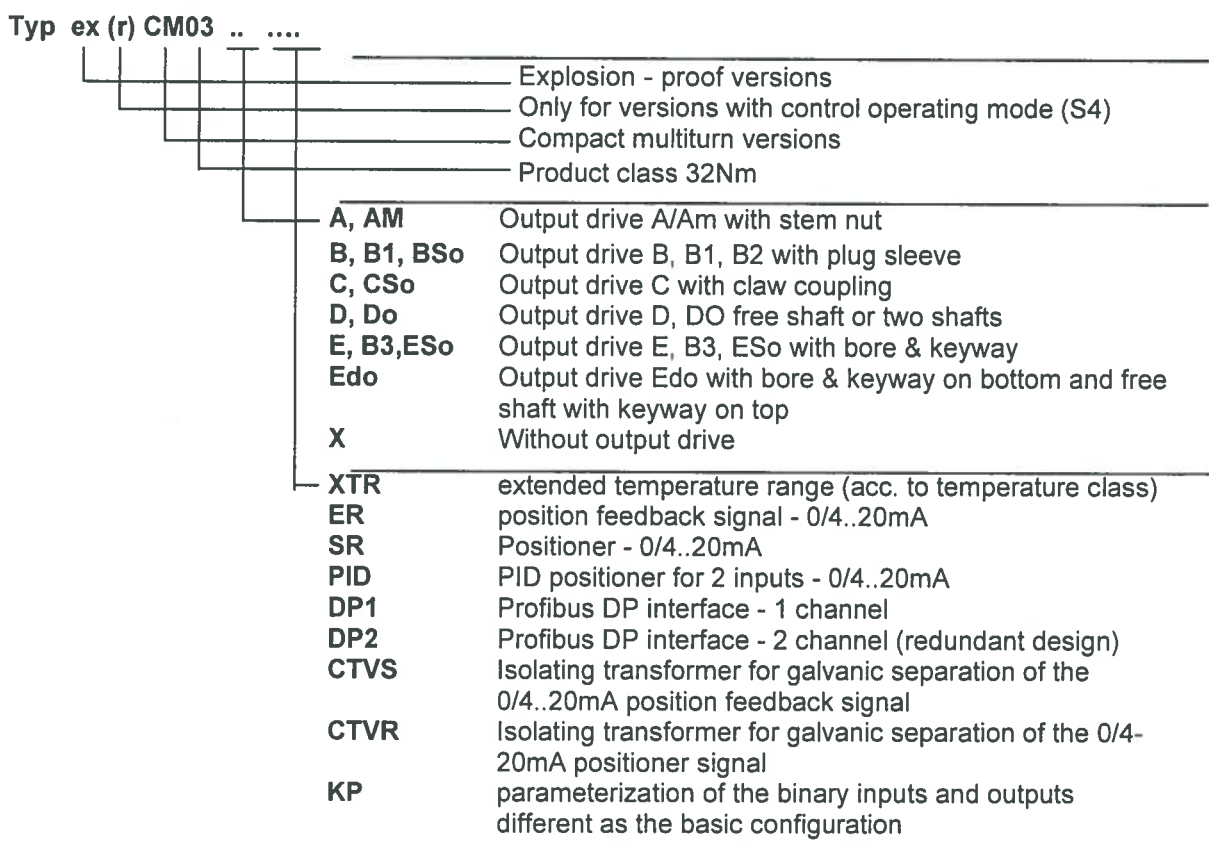 Typ ex (r) CM03 .. ....
Explosion - proof versions
Only for versions with control operating mode (S4)
Compact multiturn versions
Product class 32Nm
A, AM Output drive A/Am with stem nut
B, B1, BSo Output drive B, B1, B2 with plug sleeve
C, CSo Output drive C with claw coupling
D, Do Output drive D, DO free shaft or two shafts
E, B3,ESo Output drive E, B3, ESo with bore & keyway
Edo Output drive Edo with bore & keyway on bottom and free
shaft with keyway on top
X Without output drive
XTR extended temperature range (acc. to temperature class)
ER position feedback signal - 0/4..20mA
SR Positioner - 0/4..20mA
PID PID positioner for 2 inputs - 0/4..20mA
DP1 Profibus DP interface - 1 channel
DP2 Profibus DP interface - 2 channel (redundant design)
CTVS Isolating transformer for galvanic separation of the
0/4..20mA position feedback signal
CTVR Isolating transformer for galvanic separation of the 0/4-
20mA positioner signal
KP parameterization of the binary inputs and outputs
different as the basic configuration